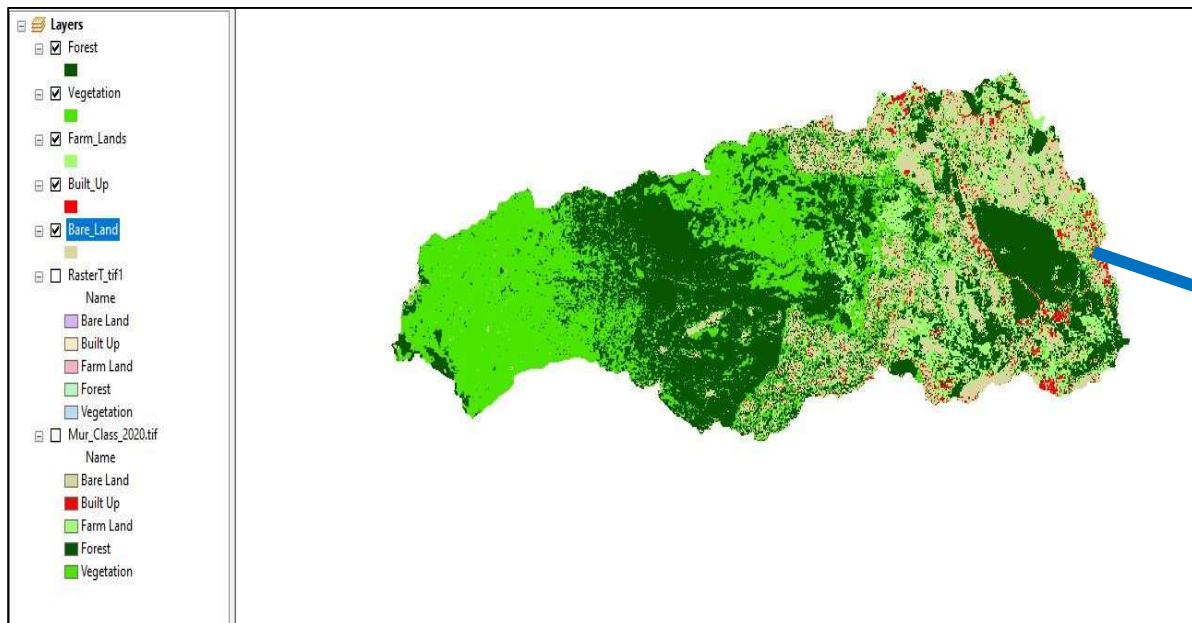 Layers
Forest
Vegetation
Farm_Lands
Built_Up
Bare_Land
RasterT_tif1
Name
Bare Land
Built Up
Farm Land
Forest
Vegetation
Mur_Class_2020.tif
Name
Bare Land
Built Up
Farm Land
Forest
Vegetation